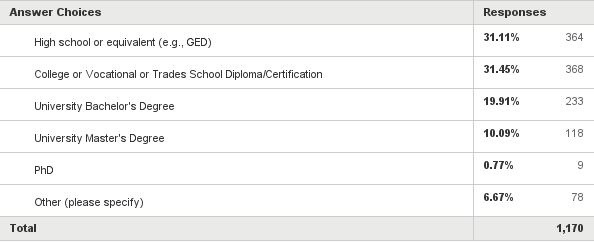 Answer Choices Responses
High school or equivalent (e.g., GED) 31.11% 364
College or Vocational or Trades School Diploma/Certification 31.45% 368
University Bachelor's Degree 19.91% 233
University Master's Degree 10.09% 118
PhD 0.77% 9
Other (please specify) 6.67% 78
Total 1,170